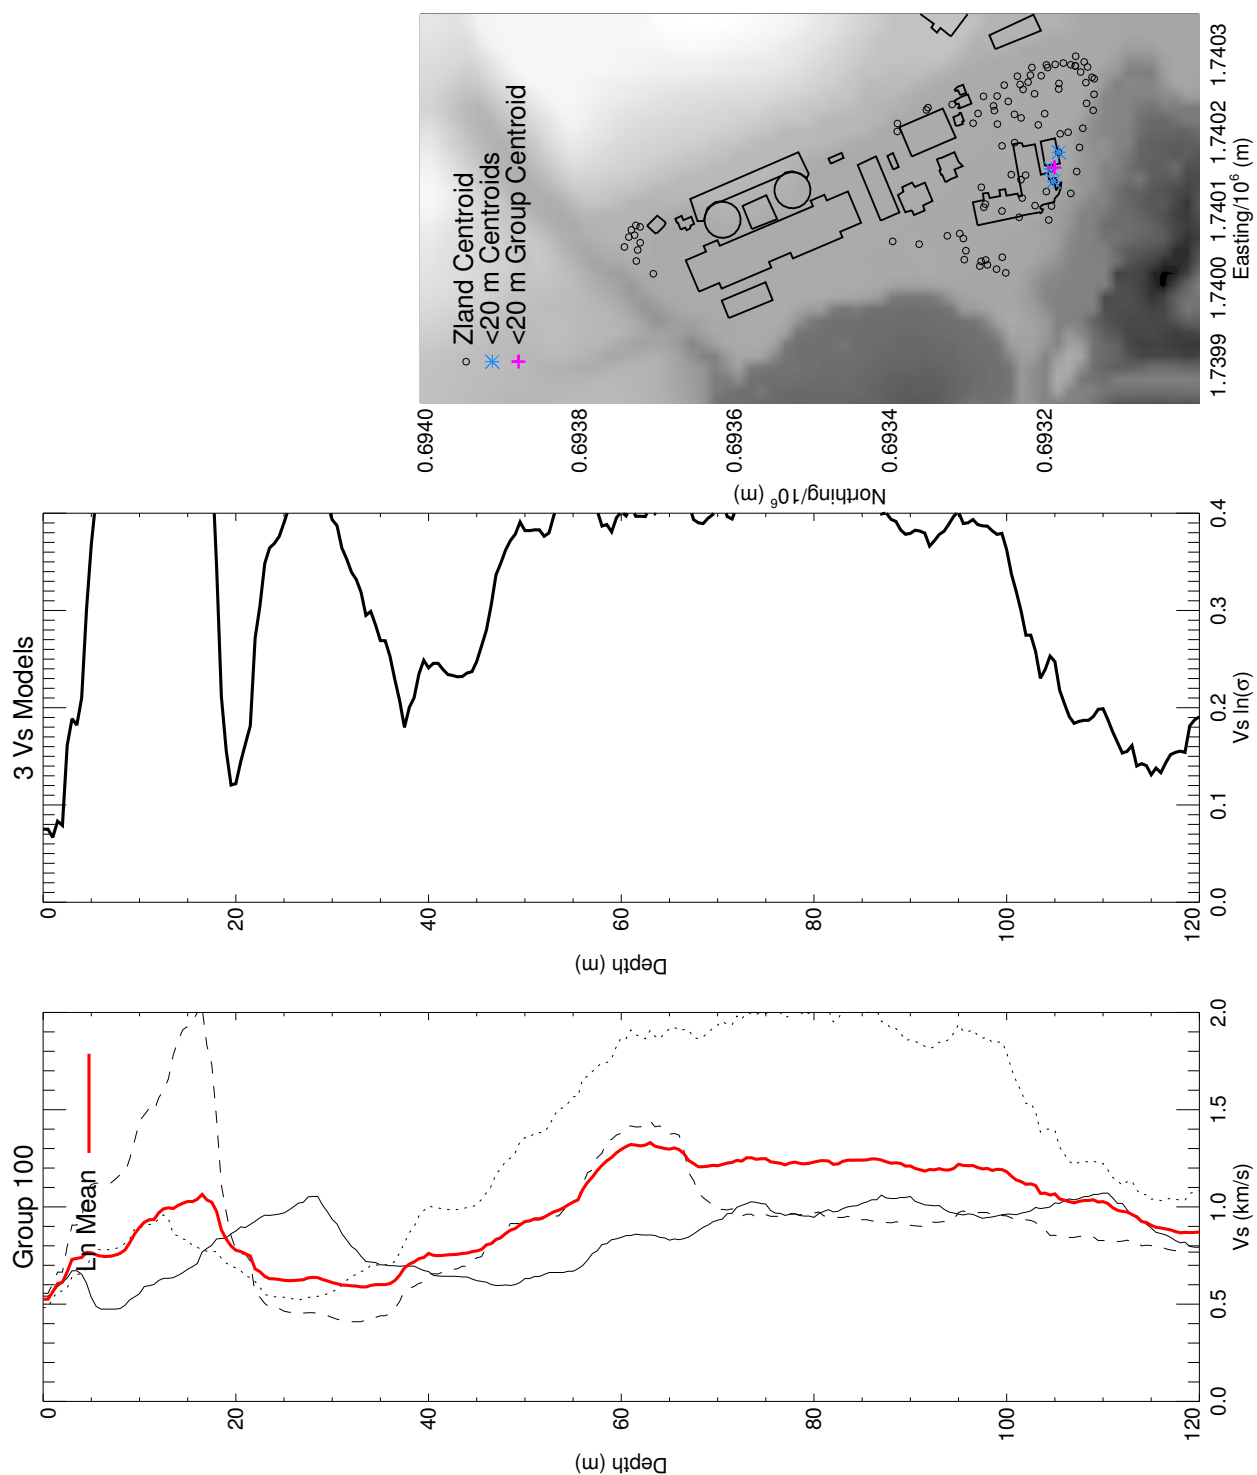 Group 100
Ln Mean
0
20
40
60
80
100
120
Depth (m)
0.0
0.5
1.0
1.5
2.0
Vs (km/s)
3 Vs Models
0
20
40
60
80
100
120
Depth (m)
0.0
0.1
0.2
0.3
0.4
Vs ln(σ)
Zland Centroid
<20 m Centroids
<20 m Group Centroid
0.6940
0.6938
0.6936
0.6934
0.6932
Northing/10⁶ (m)
1.7399
1.7400
1.7401
1.7402
1.7403
Easting/10⁶ (m)